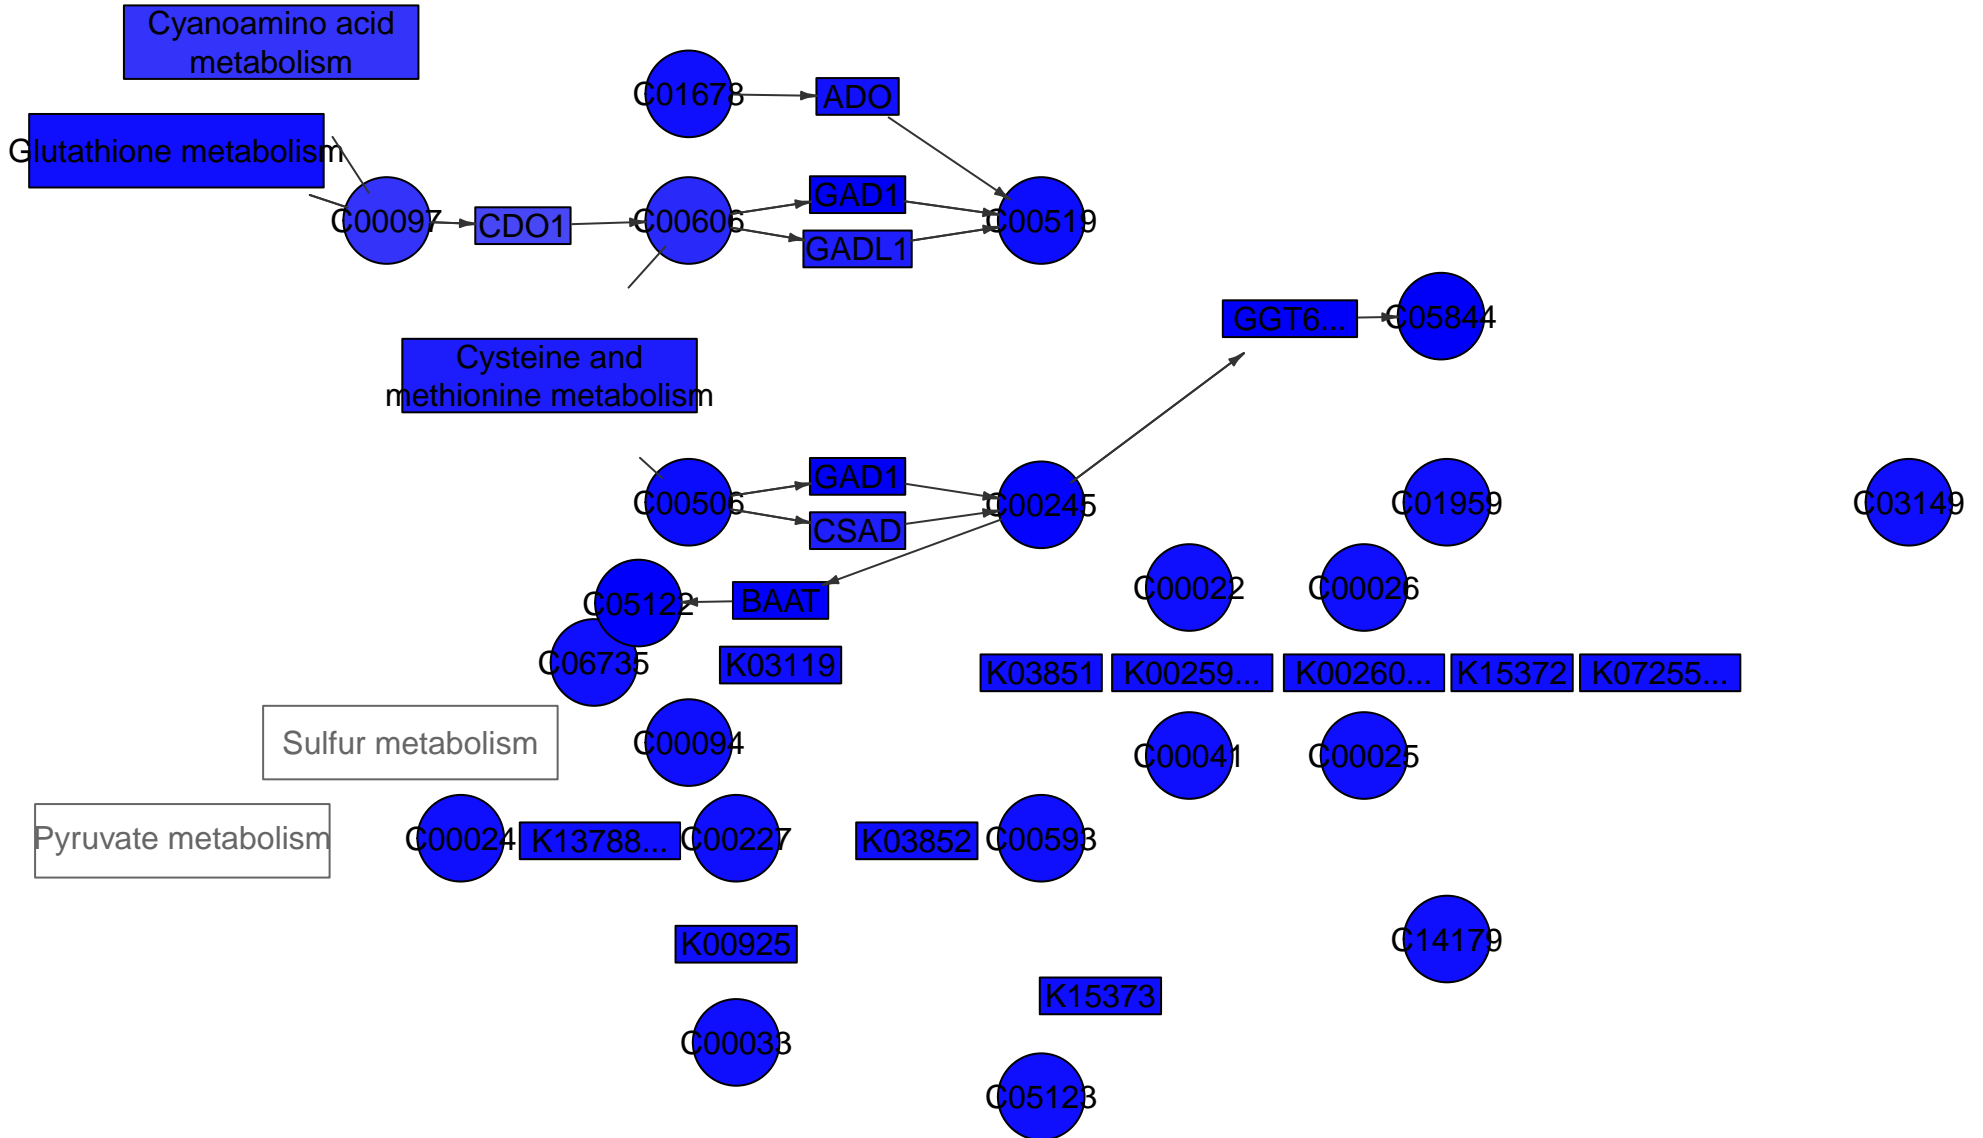 Cyanoamino acid
metabolism
C01678
ADO
Glutathione metabolism
C00097
CDO1
C00606
GAD1
GADL1
C00519
GGT6...
C05844
Cysteine and
methionine metabolism
C00506
GAD1
CSAD
C00245
C01959
C03149
C05122
BAAT
C00022
C00026
C06735
K03119
K03851
K00259...
K00260...
K15372
K07255...
Sulfur metabolism
C00094
C00041
C00025
Pyruvate metabolism
C00024
K13788...
C00227
K03852
C00593
K00925
C14179
K15373
C00033
C05123